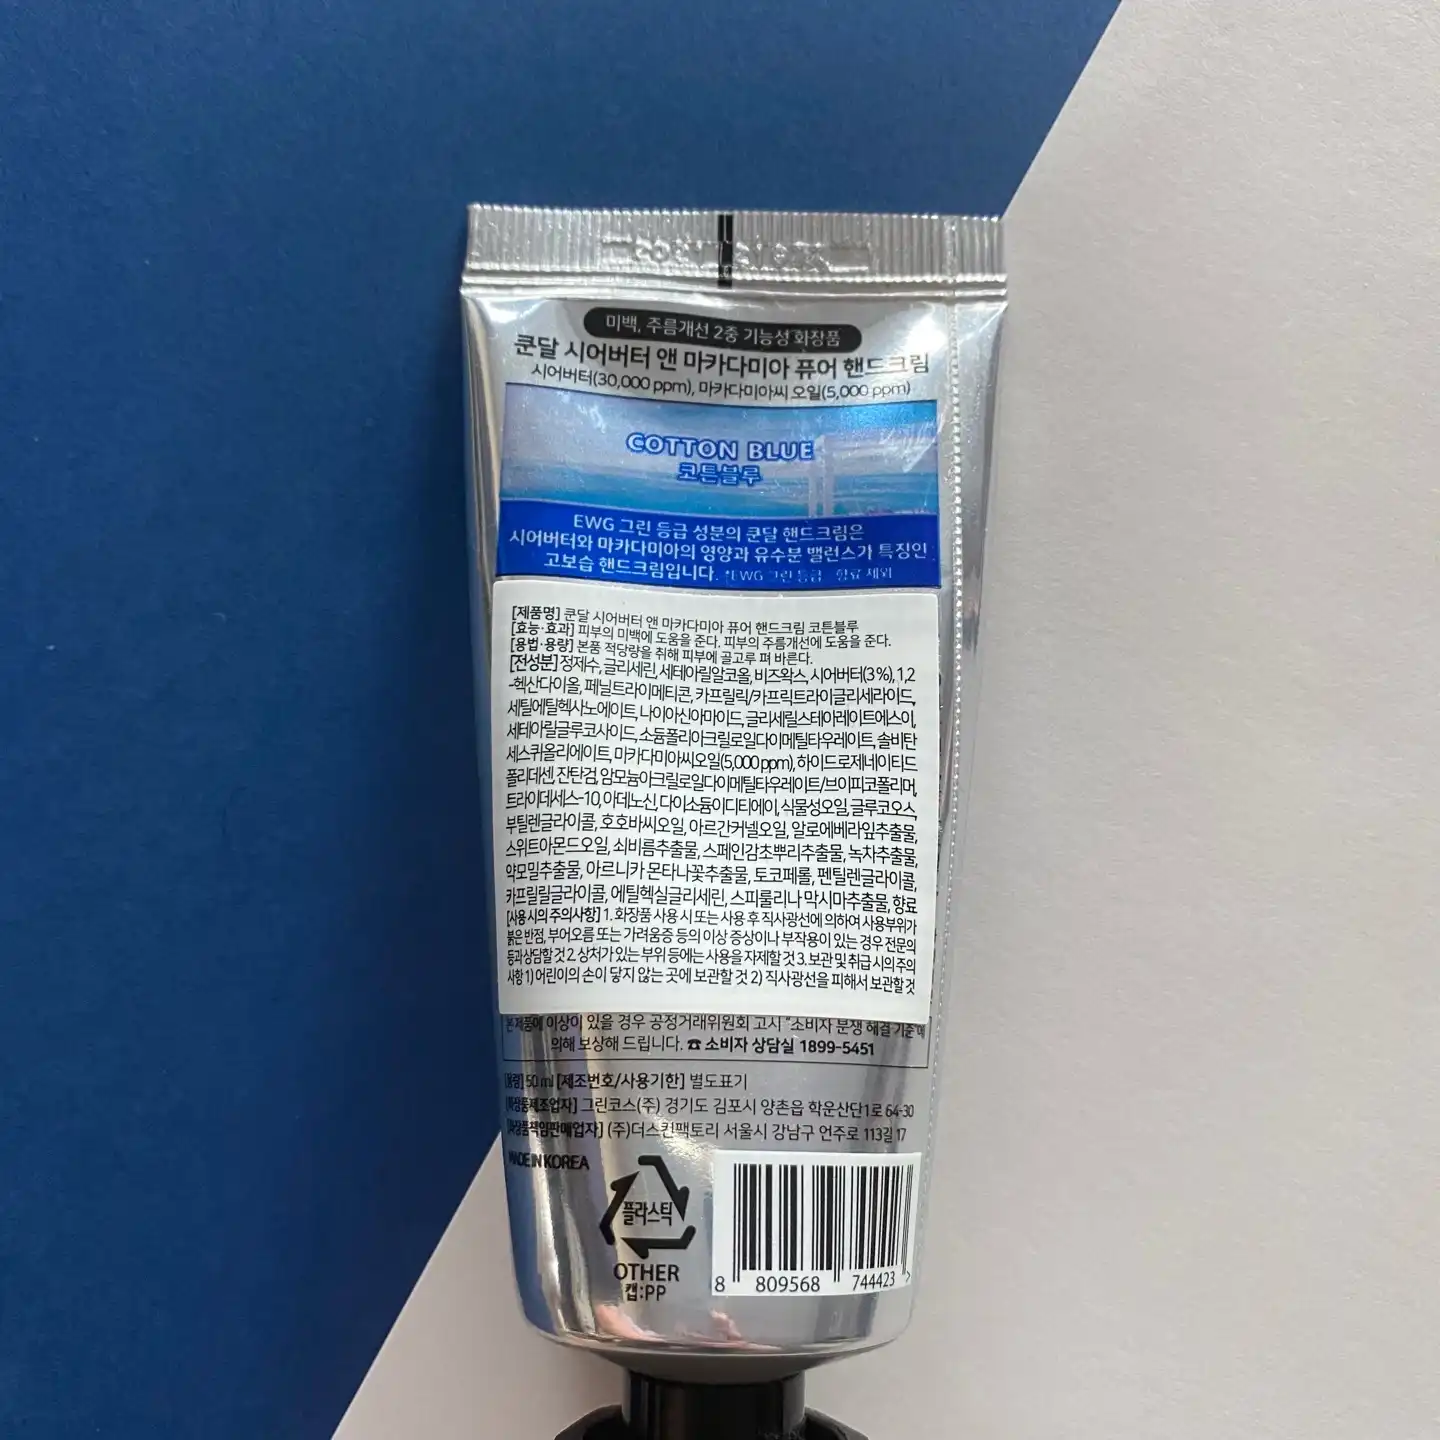 미백, 주름개선 2중 기능성 화장품
쿤달 시어버터 앤 마카다미아 퓨어 핸드크림
시어버터(30,000 ppm), 마카다미아씨 오일(5,000 ppm)
COTTON BLUE
코튼블루
EWG 그린 등급 성분의 쿤달 핸드크림은
시어버터와 마카다미아의 영양과 유수분 밸런스가 특징인
고보습 핸드크림입니다. *EWG 그린 등급 향료 제외
[제품명] 쿤달 시어버터 앤 마카다미아 퓨어 핸드크림 코튼블루
[효능·효과] 피부의 미백에 도움을 준다. 피부의 주름개선에 도움을 준다.
[용법·용량] 본품 적당량을 취해 피부에 골고루 펴 바른다.
[전성분] 정제수, 글리세린, 세테아릴알코올, 비즈왁스, 시어버터(3%), 1,2
-헥산다이올, 페닐트라이메티콘, 카프릴릭/카프릭트라이글리세라이드,
세틸에틸헥사노에이트, 나이아신아마이드, 글리세릴스테아레이트에스이,
세테아릴글루코사이드, 소듐폴리아크릴로일다이메틸타우레이트, 솔비탄
세스퀴올리에이트, 마카다미아씨오일(5,000 ppm), 하이드로제네이티드
폴리데센, 잔탄검, 암모늄아크릴로일다이메틸타우레이트/브이피코폴리머,
트라이데세스-10, 아데노신, 다이소듐이디티에이, 식물성오일, 글루코오스,
부틸렌글라이콜, 호호바씨오일, 아르간커넬오일, 알로에베라잎추출물,
스위트아몬드오일, 쇠비름추출물, 스페인감초뿌리추출물, 녹차추출물,
약모밀추출물, 아르니카 몬타나꽃추출물, 토코페롤, 펜틸렌글라이콜,
카프릴릴글라이콜, 에틸헥실글리세린, 스피룰리나 막시마추출물, 향료
[사용 시의 주의사항] 1. 화장품 사용 시 또는 사용 후 직사광선에 의하여 사용부위가
붉은 반점, 부어오름 또는 가려움증 등의 이상 증상이나 부작용이 있는 경우 전문의
등과 상담할 것 2. 상처가 있는 부위 등에는 사용을 자제할 것 3. 보관 및 취급 시의 주의
사항 1) 어린이의 손이 닿지 않는 곳에 보관할 것 2) 직사광선을 피해서 보관할 것
본 제품에 이상이 있을 경우 공정거래위원회 고시 "소비자 분쟁 해결 기준"에
의해 보상해 드립니다. ☎ 소비자 상담실 1899-5451
[용량] 50 ml [제조번호/사용기한] 별도표기
[화장품제조업자] 그린코스(주) 경기도 김포시 양촌읍 학운산단1로 64-30
[화장품책임판매업자] (주)더스킨팩토리 서울시 강남구 언주로 113길 17
MADE IN KOREA
플라스틱
OTHER
캡:PP
8 809568 744423 >